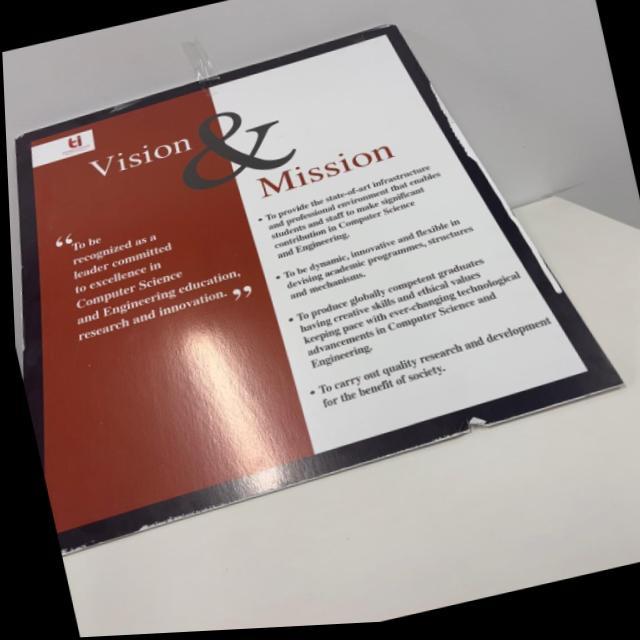 Vision
&
Mission
“To be
recognized as a
leader committed
to excellence in
Computer Science
and Engineering education,
research and innovation.”
• To provide the state-of-art infrastructure
and professional environment that enables
students and staff to make significant
contribution in Computer Science
and Engineering.
• To be dynamic, innovative and flexible in
devising academic programmes, structures
and mechanisms.
• To produce globally competent graduates
having creative skills and ethical values
keeping pace with ever-changing technological
advancements in Computer Science and
Engineering.
• To carry out quality research and development
for the benefit of society.